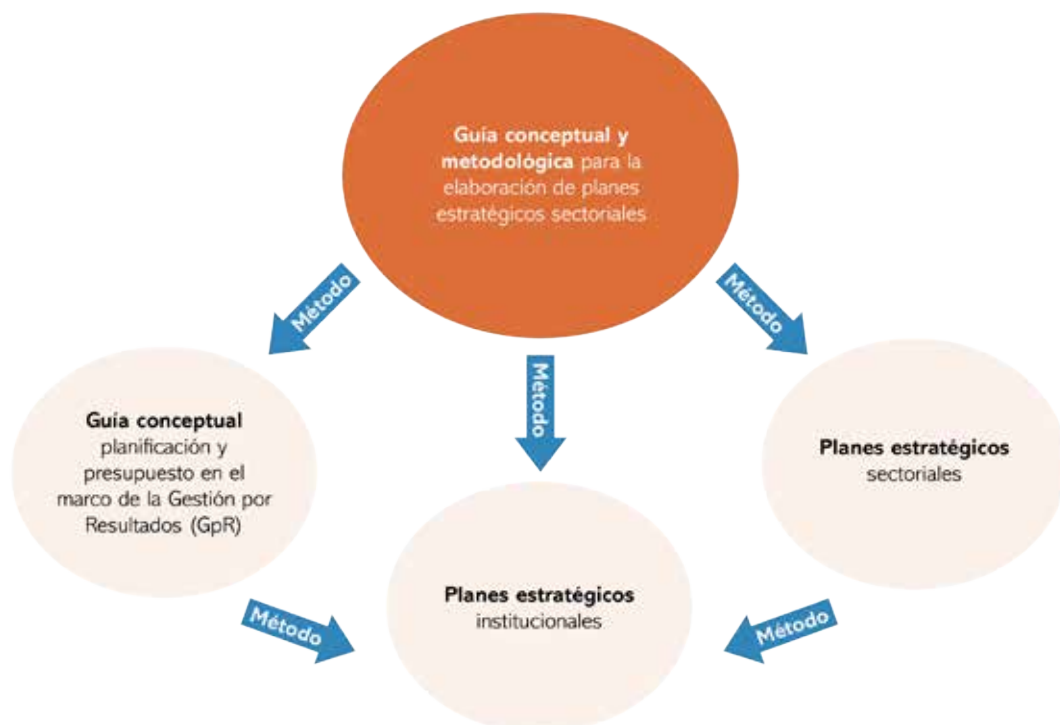 Guía conceptual y
metodológica para la
elaboración de planes
estratégicos sectoriales
Método
Método
Método
Guía conceptual
planificación y
presupuesto en el
marco de la Gestión por
Resultados (GpR)
Planes estratégicos
sectoriales
Planes estratégicos
institucionales
Método
Método